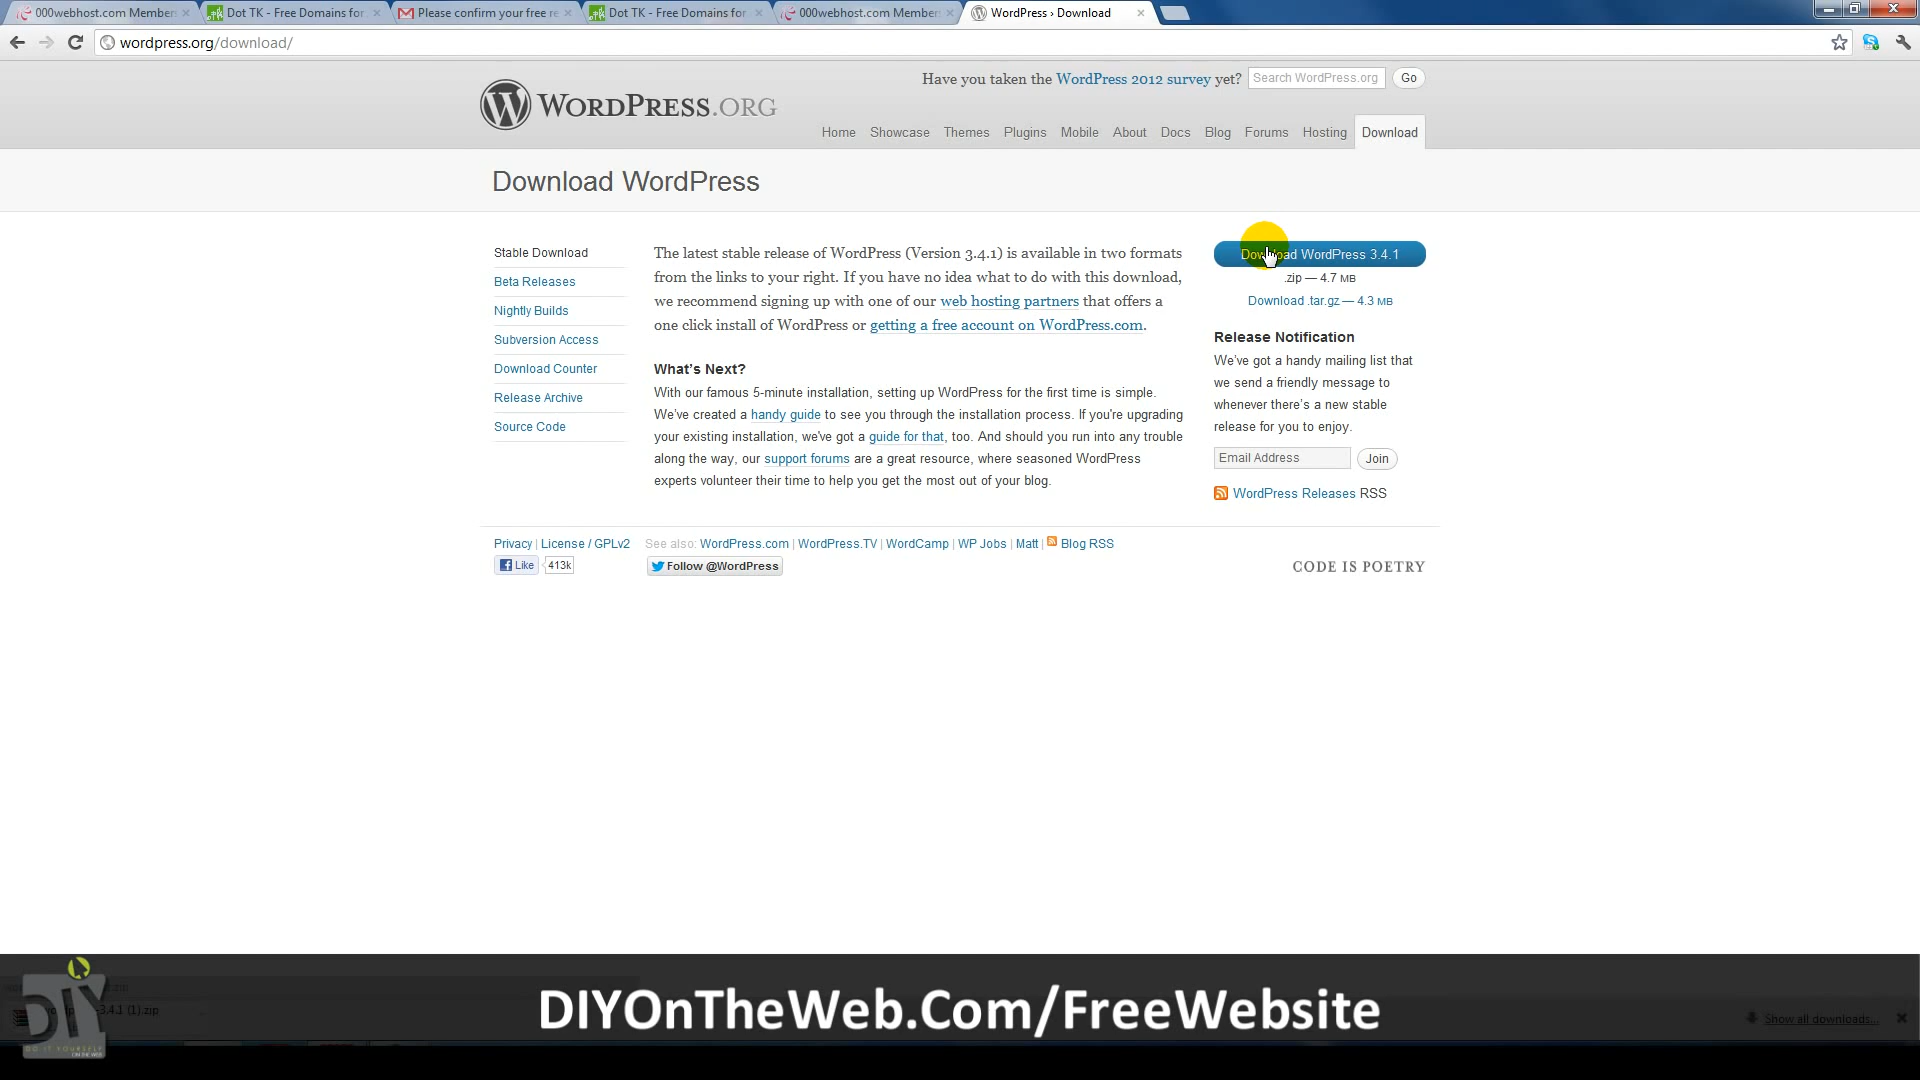 000webhost.com Member
Dot TK - Free Domains for
Please confirm your free re
Dot TK - Free Domains for
000webhost.com Member
WordPress › Download
wordpress.org/download/
Have you taken the WordPress 2012 survey yet?
Search WordPress.org
Go
WORDPRESS.ORG
Home
Showcase
Themes
Plugins
Mobile
About
Docs
Blog
Forums
Hosting
Download
Download WordPress
Stable Download
Beta Releases
Nightly Builds
Subversion Access
Download Counter
Release Archive
Source Code
The latest stable release of WordPress (Version 3.4.1) is available in two formats
from the links to your right. If you have no idea what to do with this download,
we recommend signing up with one of our web hosting partners that offers a
one click install of WordPress or getting a free account on WordPress.com.
What's Next?
With our famous 5-minute installation, setting up WordPress for the first time is simple.
We've created a handy guide to see you through the installation process. If you're upgrading
your existing installation, we've got a guide for that, too. And should you run into any trouble
along the way, our support forums are a great resource, where seasoned WordPress
experts volunteer their time to help you get the most out of your blog.
Download WordPress 3.4.1
.zip — 4.7 MB
Download .tar.gz — 4.3 MB
Release Notification
We've got a handy mailing list that
we send a friendly message to
whenever there's a new stable
release for you to enjoy.
Email Address
Join
WordPress Releases RSS
Privacy | License / GPLv2
See also: WordPress.com | WordPress.TV | WordCamp | WP Jobs | Matt | Blog RSS
Like
413k
Follow @WordPress
CODE IS POETRY
DIY
DO IT YOURSELF
ON THE WEB
-3.4.1 (1).zip
DIYOnTheWeb.Com/FreeWebsite
Show all downloads...